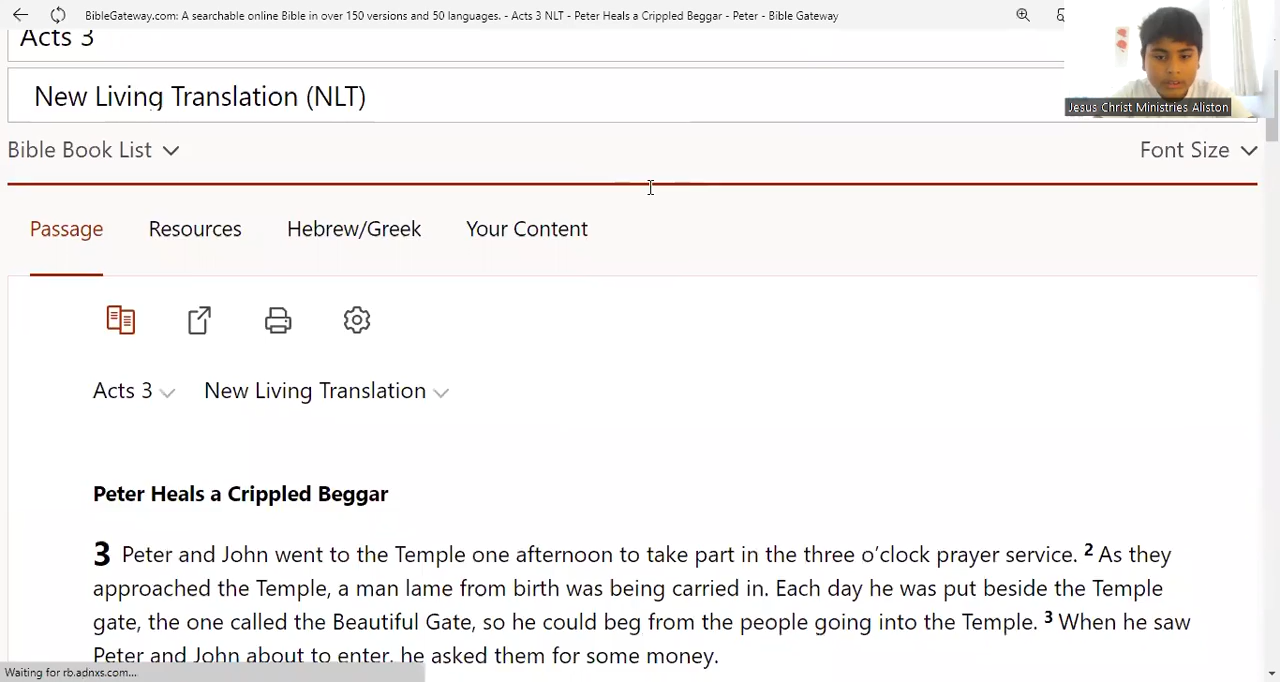 BibleGateway.com: A searchable online Bible in over 150 versions and 50 languages. - Acts 3 NLT - Peter Heals a Crippled Beggar - Peter - Bible Gateway
Acts 3
New Living Translation (NLT)
Jesus Christ Ministries Aliston
Bible Book List
Font Size
Passage
Resources
Hebrew/Greek
Your Content
Acts 3
New Living Translation
Peter Heals a Crippled Beggar
3 Peter and John went to the Temple one afternoon to take part in the three o’clock prayer service. 2 As they
approached the Temple, a man lame from birth was being carried in. Each day he was put beside the Temple
gate, the one called the Beautiful Gate, so he could beg from the people going into the Temple. 3 When he saw
Peter and John about to enter, he asked them for some money.
Waiting for rb.adnxs.com...